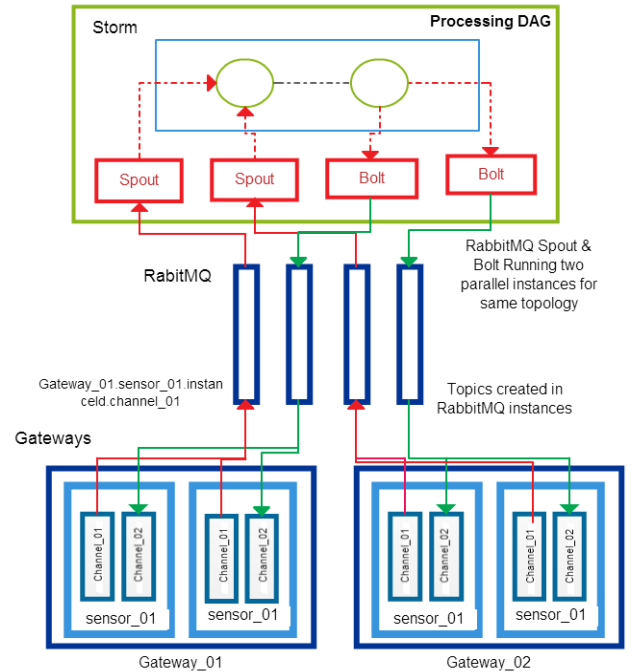 Processing DAG
Storm
Spout
Spout
Bolt
Bolt
RabbitMQ Spout &
Bolt Running two
parallel instances for
same topology
RabitMQ
Gateway_01.sensor_01.instan
ceId.channel_01
Topics created in
RabbitMQ instances
Gateways
Channel_01
Channel_02
Channel_01
Channel_02
Channel_01
Channel_02
Channel_01
Channel_02
sensor_01
sensor_01
sensor_01
sensor_01
Gateway_01
Gateway_02